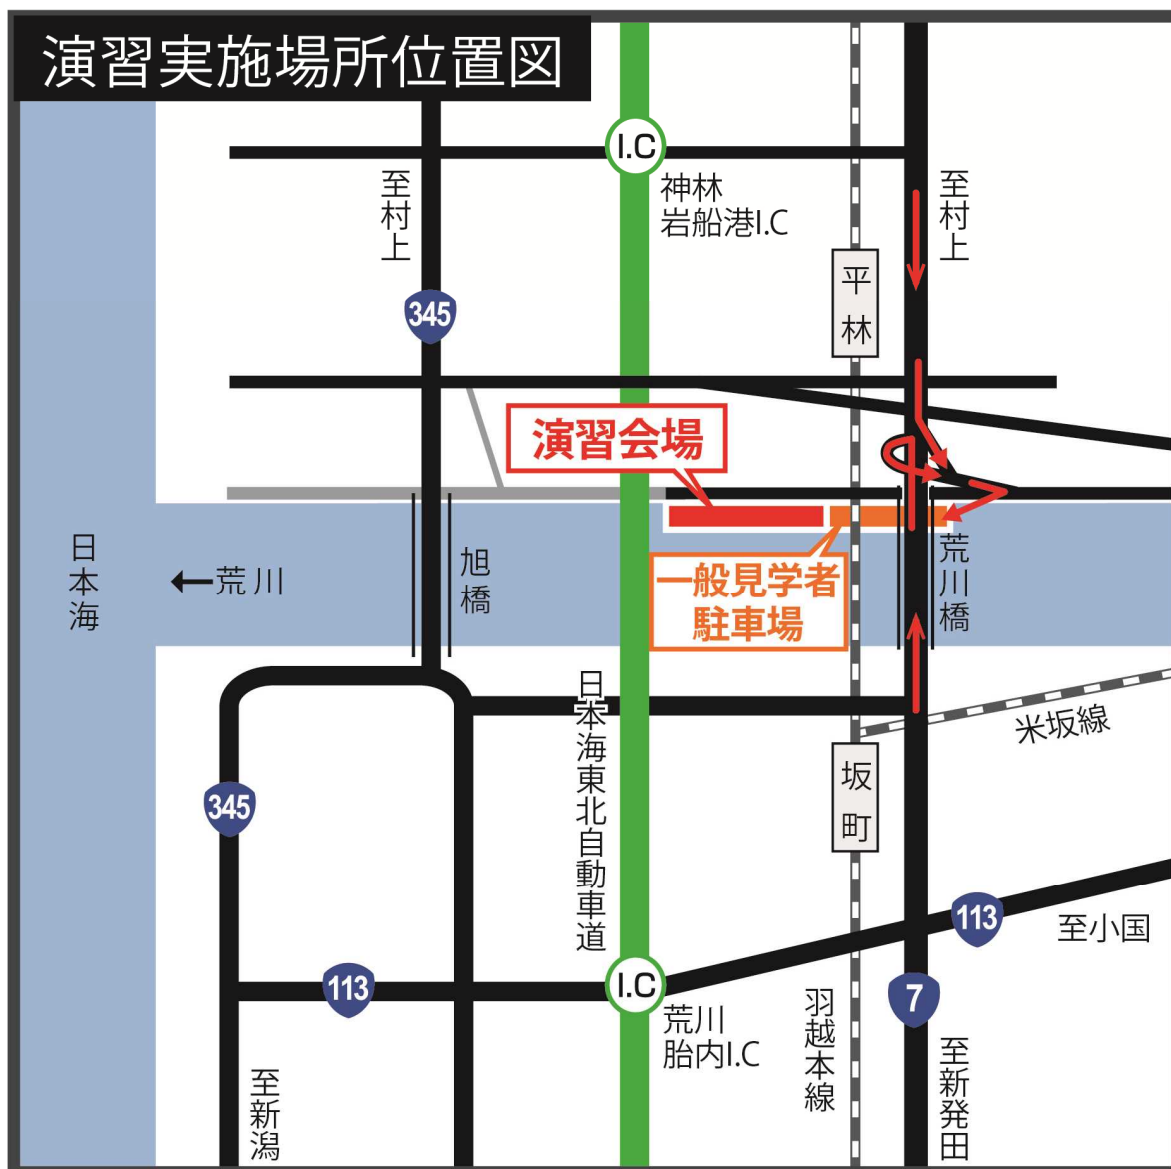 演習実施場所位置図
I.C
神林
岩船港I.C
至村上
至村上
平林
345
演習会場
一般見学者
駐車場
日本海
←荒川
旭橋
荒川橋
日本海東北自動車道
米坂線
坂町
345
113
113
至小国
I.C
荒川
胎内I.C
7
羽越本線
至新潟
至新発田